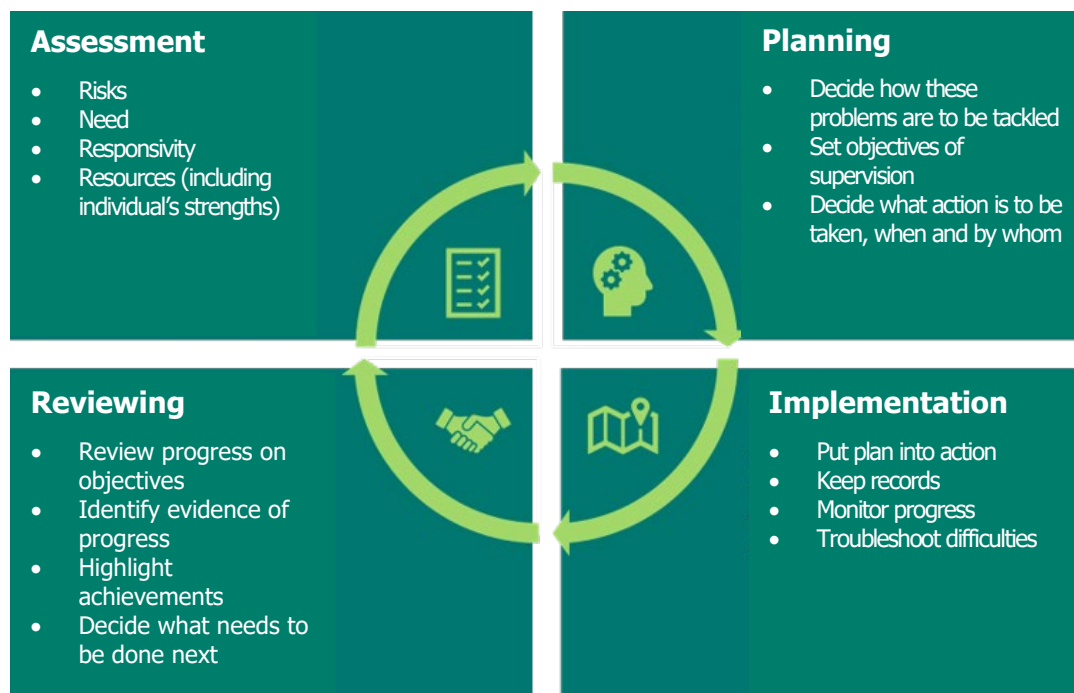 Assessment
• Risks
• Need
• Responsivity
• Resources (including
individual's strengths)
Planning
• Decide how these
problems are to be tackled
• Set objectives of
supervision
• Decide what action is to be
taken, when and by whom
Reviewing
• Review progress on
objectives
• Identify evidence of
progress
• Highlight
achievements
• Decide what needs to
be done next
Implementation
• Put plan into action
• Keep records
• Monitor progress
• Troubleshoot difficulties